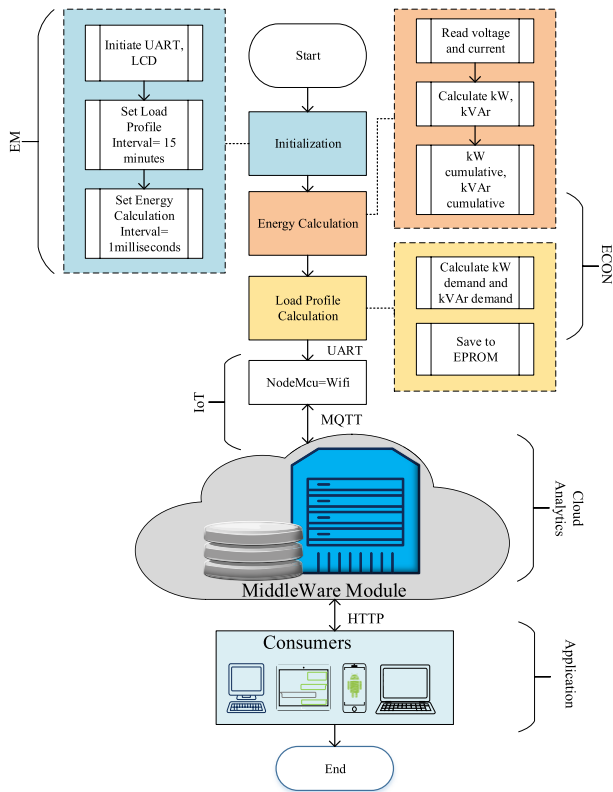 EM
Initiate UART,
LCD
Set Load
Profile
Interval= 15
minutes
Set Energy
Calculation
Interval=
1milliseconds
Start
Initialization
Energy Calculation
Load Profile
Calculation
UART
Read voltage
and current
Calculate kW,
kVAr
kW
cumulative,
kVAr
cumulative
Calculate kW
demand and
kVAr demand
Save to
EPROM
ECON
IoT
NodeMcu=Wifi
MQTT
MiddleWare Module
Cloud
Analytics
HTTP
Consumers
Application
End